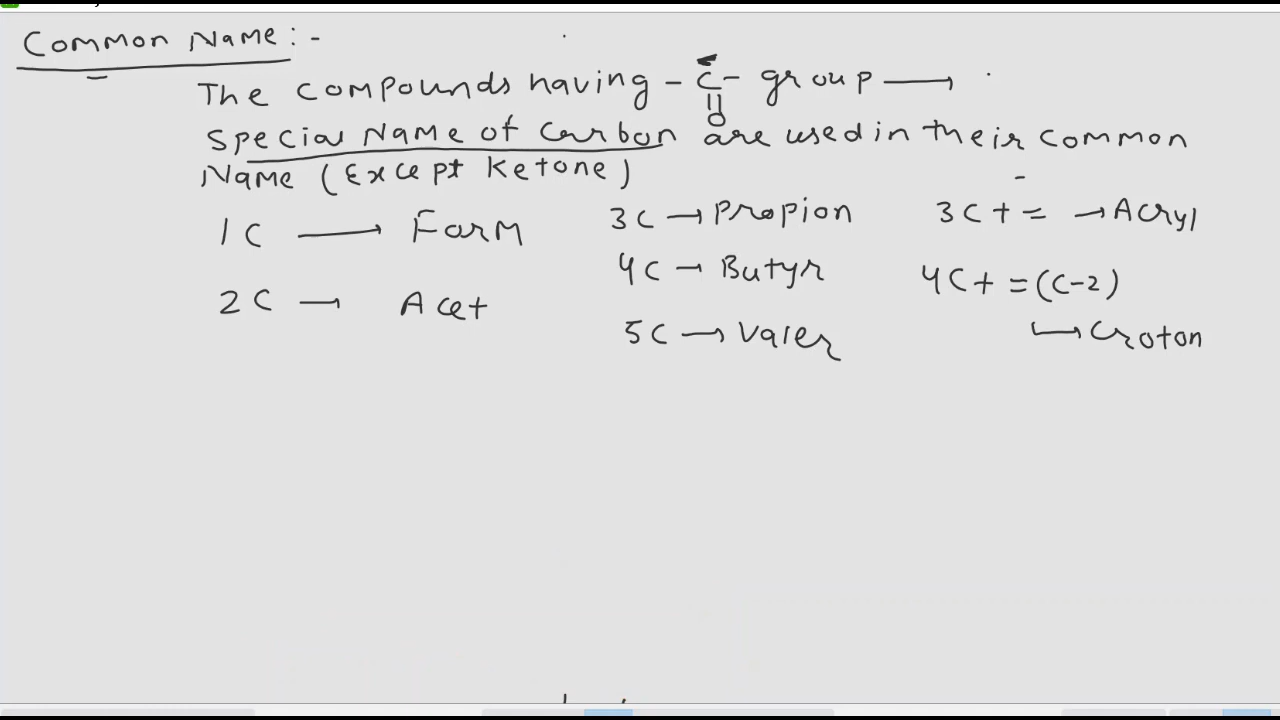 Common Name:-
The compounds having -C- group →
||
O
special Name of carbon are used in their common
Name (Except Ketone)
1C → Form
2C → Acet
3C → Propion
4C → Butyr
5C → Valer
3C + = → Acryl
4C + = (C-2)
↳ Croton